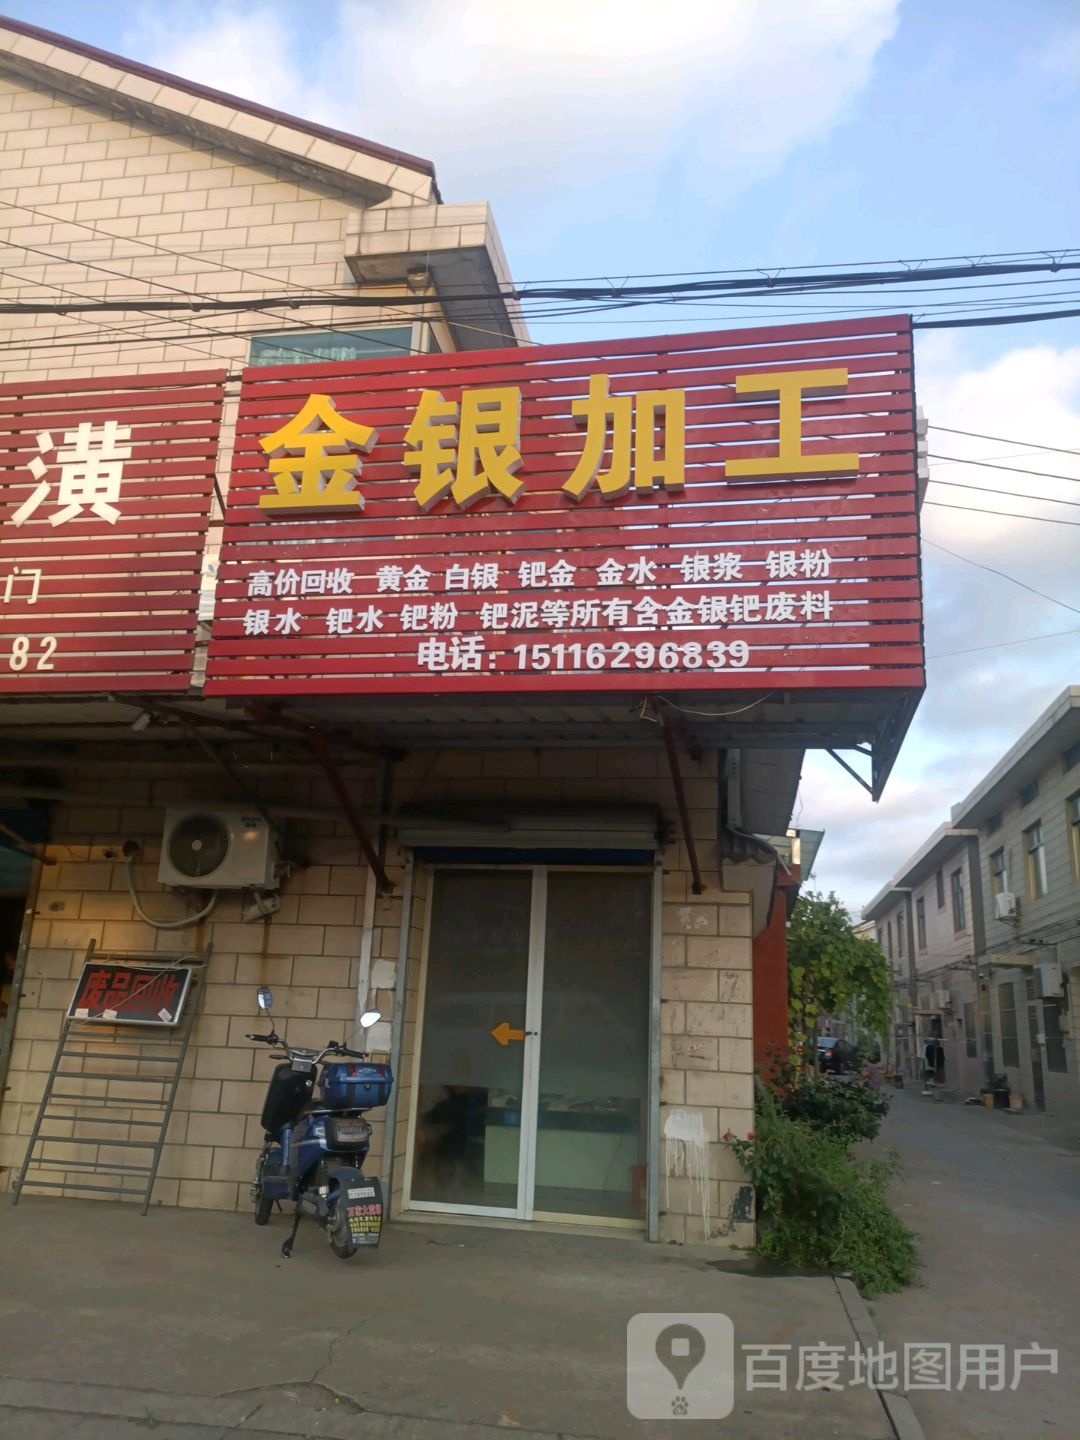 潢
门
82
金银加工
高价回收 黄金 白银 钯金 金水 银浆 银粉
银水 钯水 钯粉 钯泥等所有含金银钯废料
电话：15116296839
废品回收
百度地图用户